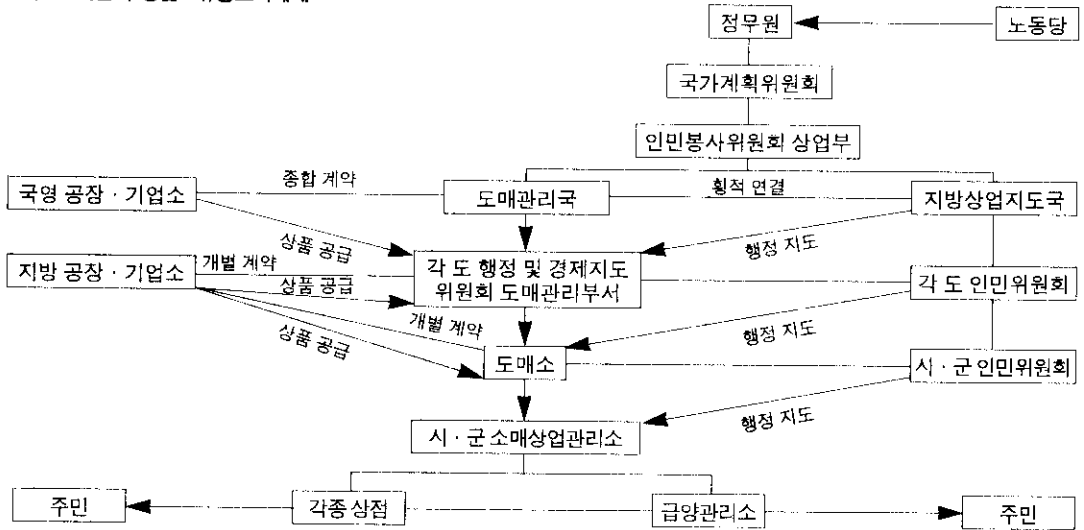 정무원
노동당
국가계획위원회
인민봉사위원회 상업부
국영 공장 · 기업소
종합 계약
도매관리국
횡적 연결
지방상업지도국
상품 공급
행정 지도
지방 공장 · 기업소
개별 계약
상품 공급
각 도 행정 및 경제지도
위원회 도매관리부서
각 도 인민위원회
개별 계약
상품 공급
행정 지도
도매소
시 · 군 인민위원회
행정 지도
시 · 군 소매상업관리소
주민
각종 상점
급양관리소
주민